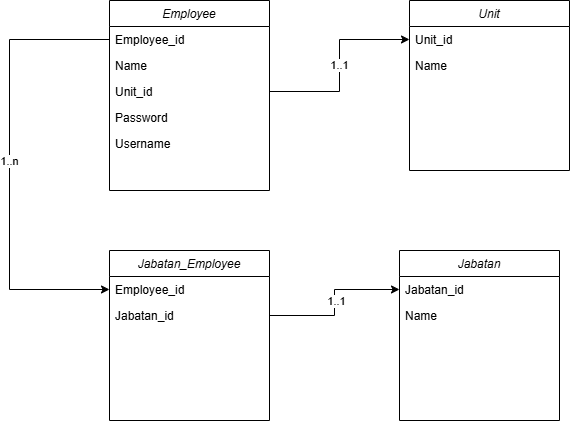 Employee
Employee_id
Name
Unit_id
Password
Username
Unit
Unit_id
Name
1..1
1..n
Jabatan_Employee
Employee_id
Jabatan_id
1..1
Jabatan
Jabatan_id
Name